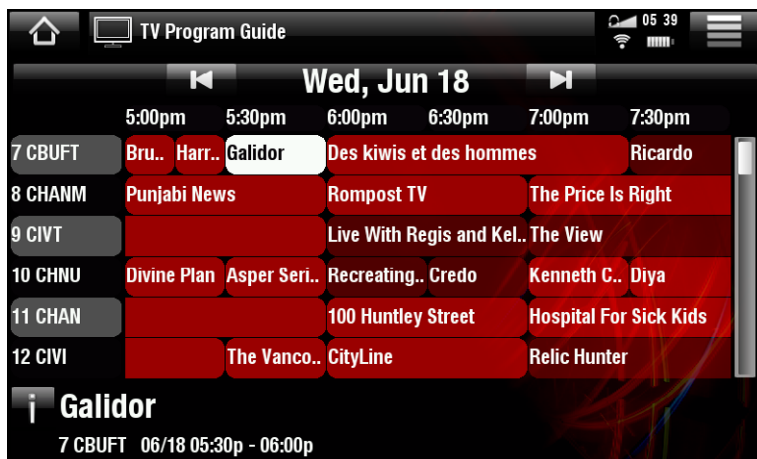 TV Program Guide 05 39
Wed, Jun 18
5:00pm 5:30pm 6:00pm 6:30pm 7:00pm 7:30pm
7 CBUFT Bru.. Harr.. Galidor Des kiwis et des hommes Ricardo
8 CHANM Punjabi News Rompost TV The Price Is Right
9 CIVT Live With Regis and Kel.. The View
10 CHNU Divine Plan Asper Seri.. Recreating.. Credo Kenneth C.. Diya
11 CHAN 100 Huntley Street Hospital For Sick Kids
12 CIVI The Vanco.. CityLine Relic Hunter
i Galidor
7 CBUFT 06/18 05:30p - 06:00p